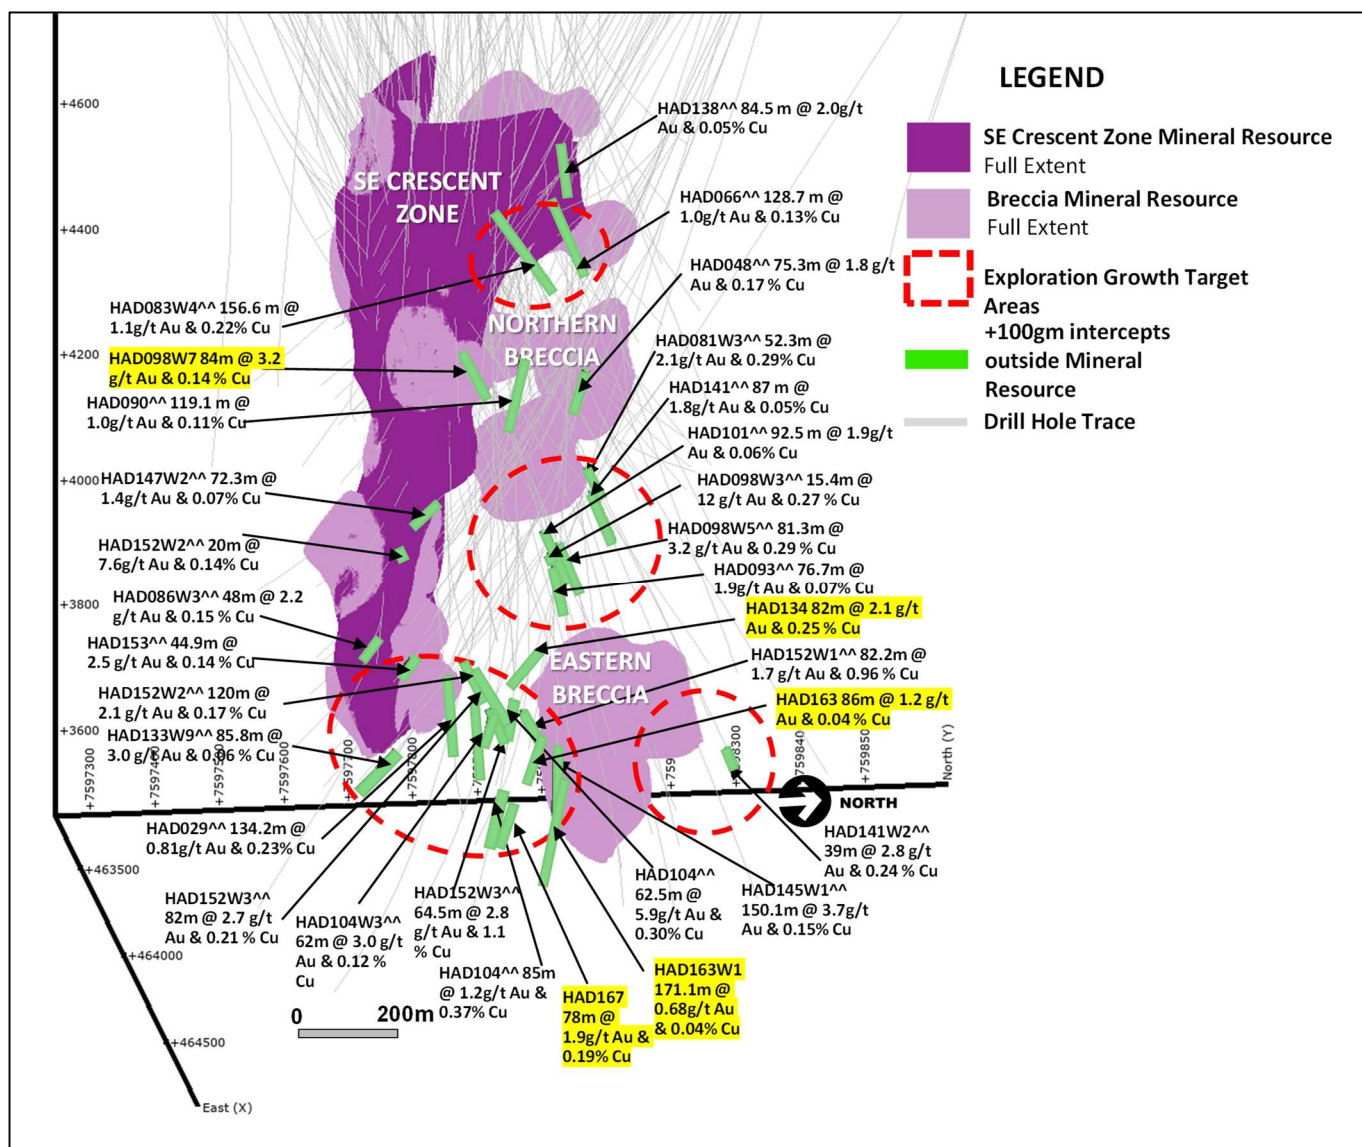 +4600
+4400
+4200
+4000
+3800
+3600
SE CRESCENT
ZONE
NORTHERN
BRECCIA
EASTERN
BRECCIA
HAD138^^ 84.5 m @ 2.0g/t
Au & 0.05% Cu
HAD066^^ 128.7 m @
1.0g/t Au & 0.13% Cu
HAD048^^ 75.3m @ 1.8 g/t
Au & 0.17 % Cu
HAD081W3^^ 52.3m @
2.1g/t Au & 0.29% Cu
HAD141^^ 87 m @
1.8g/t Au & 0.05% Cu
HAD101^^ 92.5 m @ 1.9g/t
Au & 0.06% Cu
HAD098W3^^ 15.4m @
12 g/t Au & 0.27 % Cu
HAD098W5^^ 81.3m @
3.2 g/t Au & 0.29 % Cu
HAD093^^ 76.7m @
1.9g/t Au & 0.07% Cu
HAD134 82m @ 2.1 g/t
Au & 0.25 % Cu
HAD152W1^^ 82.2m @
1.7 g/t Au & 0.96 % Cu
HAD163 86m @ 1.2 g/t
Au & 0.04 % Cu
HAD083W4^^ 156.6 m @
1.1g/t Au & 0.22% Cu
HAD098W7 84m @ 3.2
g/t Au & 0.14% Cu
HAD090^^ 119.1 m @
1.0g/t Au & 0.11% Cu
HAD147W2^^ 72.3m @
1.4g/t Au & 0.07% Cu
HAD152W2^^ 20m @
7.6g/t Au & 0.14% Cu
HAD086W3^^ 48m @ 2.2
g/t Au & 0.15 % Cu
HAD153^^ 44.9m @
2.5 g/t Au & 0.14 % Cu
HAD152W2^^ 120m @
2.1 g/t Au & 0.17 % Cu
HAD133W9^^ 85.8m @
3.0 g/t Au & 0.06 % Cu
HAD029^^ 134.2m @
0.81g/t Au & 0.23% Cu
HAD152W3^^
82m @ 2.7 g/t
Au & 0.21 % Cu
HAD104W3^^
62m @ 3.0 g/t
Au & 0.12 %
Cu
HAD152W3^^
64.5m @ 2.8
g/t Au & 1.1
% Cu
HAD104^^ 85m
@ 1.2g/t Au &
0.37% Cu
HAD167
78m @
1.9g/t Au &
0.19% Cu
HAD163W1
171.1m @
0.68g/t Au
& 0.04% Cu
HAD104^^
62.5m @
5.9g/t Au &
0.30% Cu
HAD145W1^^
150.1m @ 3.7g/t
Au & 0.15% Cu
HAD141W2^^
39m @ 2.8 g/t
Au & 0.24 % Cu
+7597300
+7597600
+7597700
+7597800
North (Y)
NORTH
+463500
+464000
+464500
East (X)
0 200m
LEGEND
SE Crescent Zone Mineral Resource
Full Extent
Breccia Mineral Resource
Full Extent
Exploration Growth Target
Areas
+100gm intercepts
outside Mineral
Resource
Drill Hole Trace